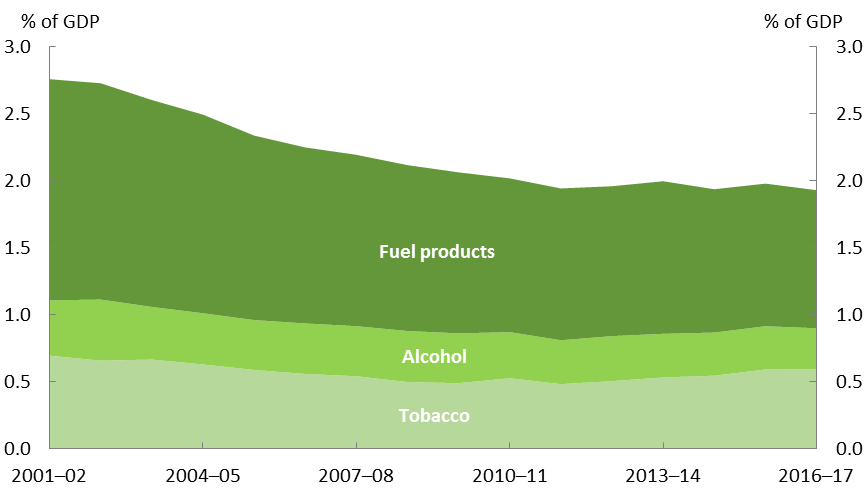 % of GDP % of GDP
3.0 3.0
2.5 2.5
2.0 2.0
1.5 1.5
Fuel products
1.0 1.0
Alcohol
0.5 0.5
Tobacco
0.0 0.0
2001–02 2004–05 2007–08 2010–11 2013–14 2016–17